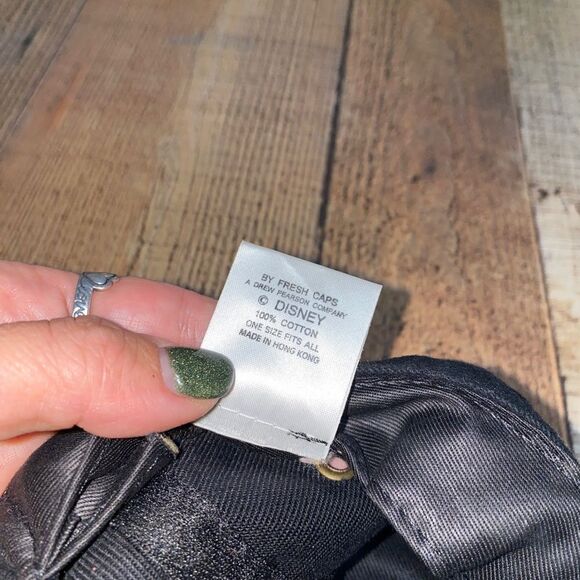 BY FRESH CAPS
A DREW PEARSON COMPANY
© DISNEY
100% COTTON
ONE SIZE FITS ALL
MADE IN HONG KONG